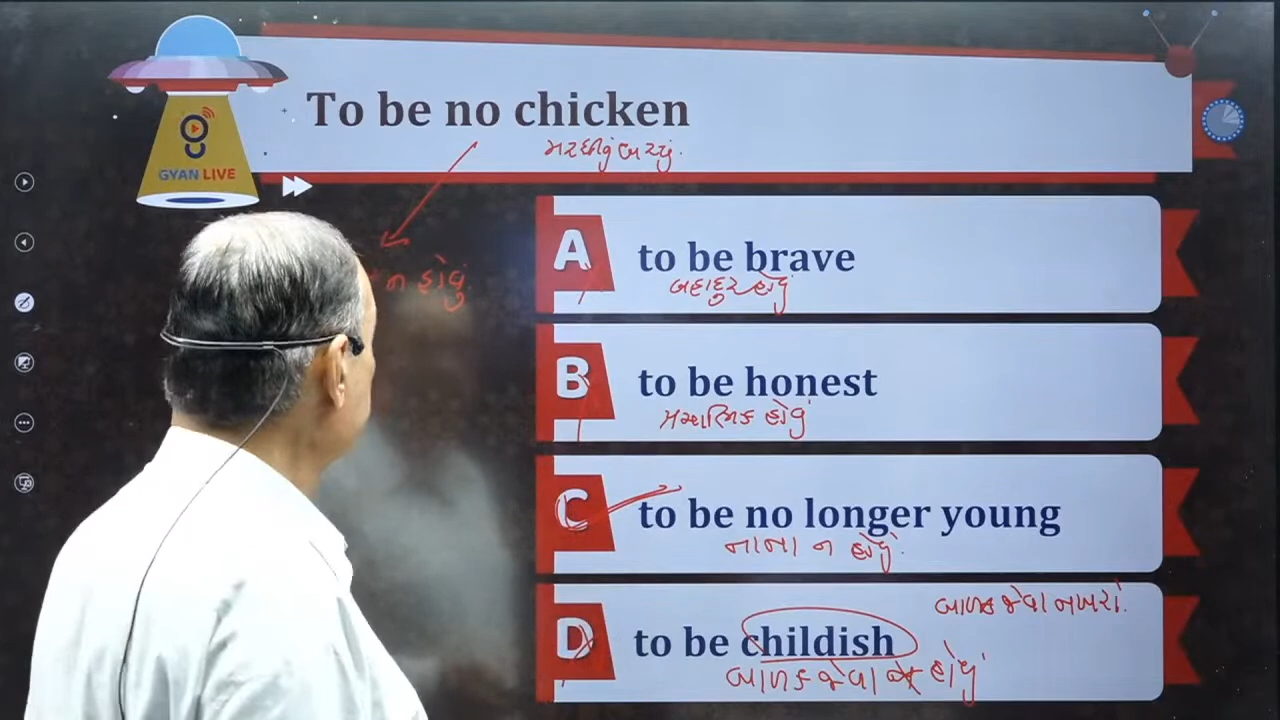 To be no chicken
મરઘીનું બચ્ચું.
GYAN LIVE
ન હોવું
A
to be brave
બહાદુર હોવું
B
to be honest
હોવું
C
to be no longer young
નાના ન હોવું.
D
બાળક જેવા નખરાં.
to be childish
બાળક જેવા હોવું